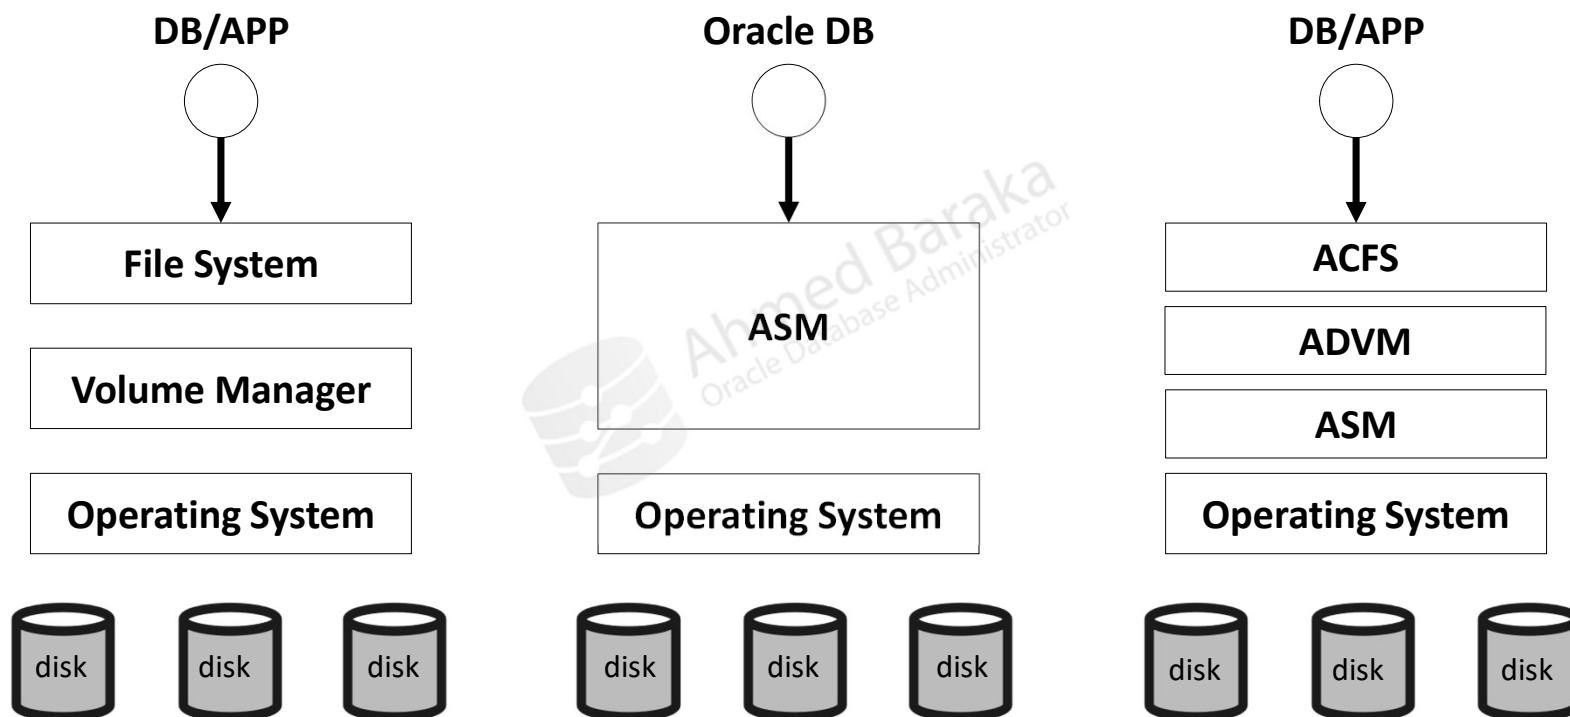 DB/APP
Oracle DB
DB/APP
File System
Volume Manager
Operating System
ASM
Operating System
ACFS
ADVM
ASM
Operating System
disk
disk
disk
disk
disk
disk
disk
disk
disk
Ahmed Baraka
Oracle Database Administrator